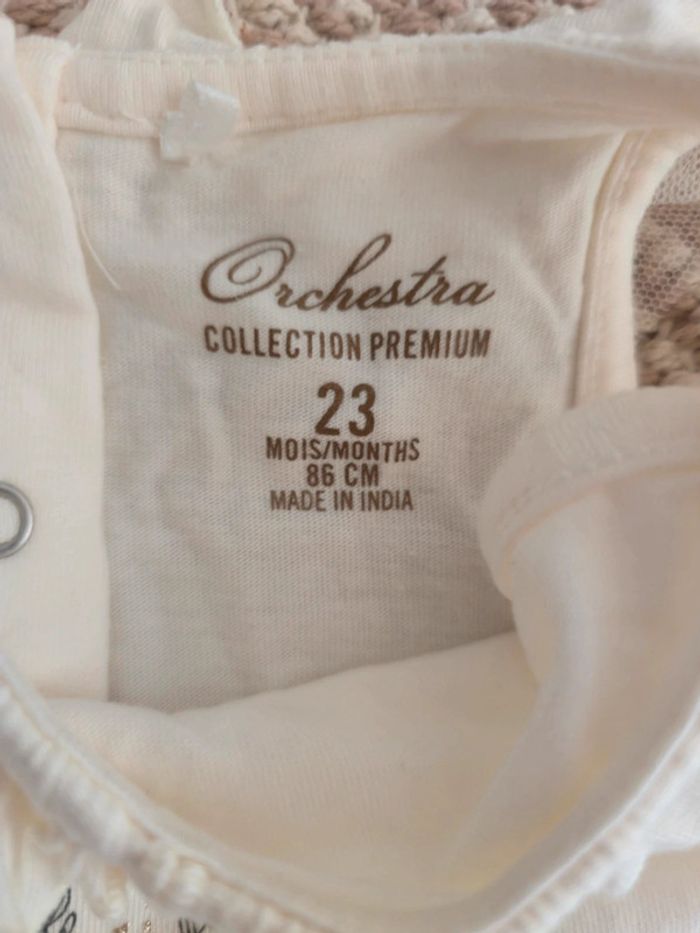 Orchestra
COLLECTION PREMIUM
23
MOIS/MONTHS
86 CM
MADE IN INDIA